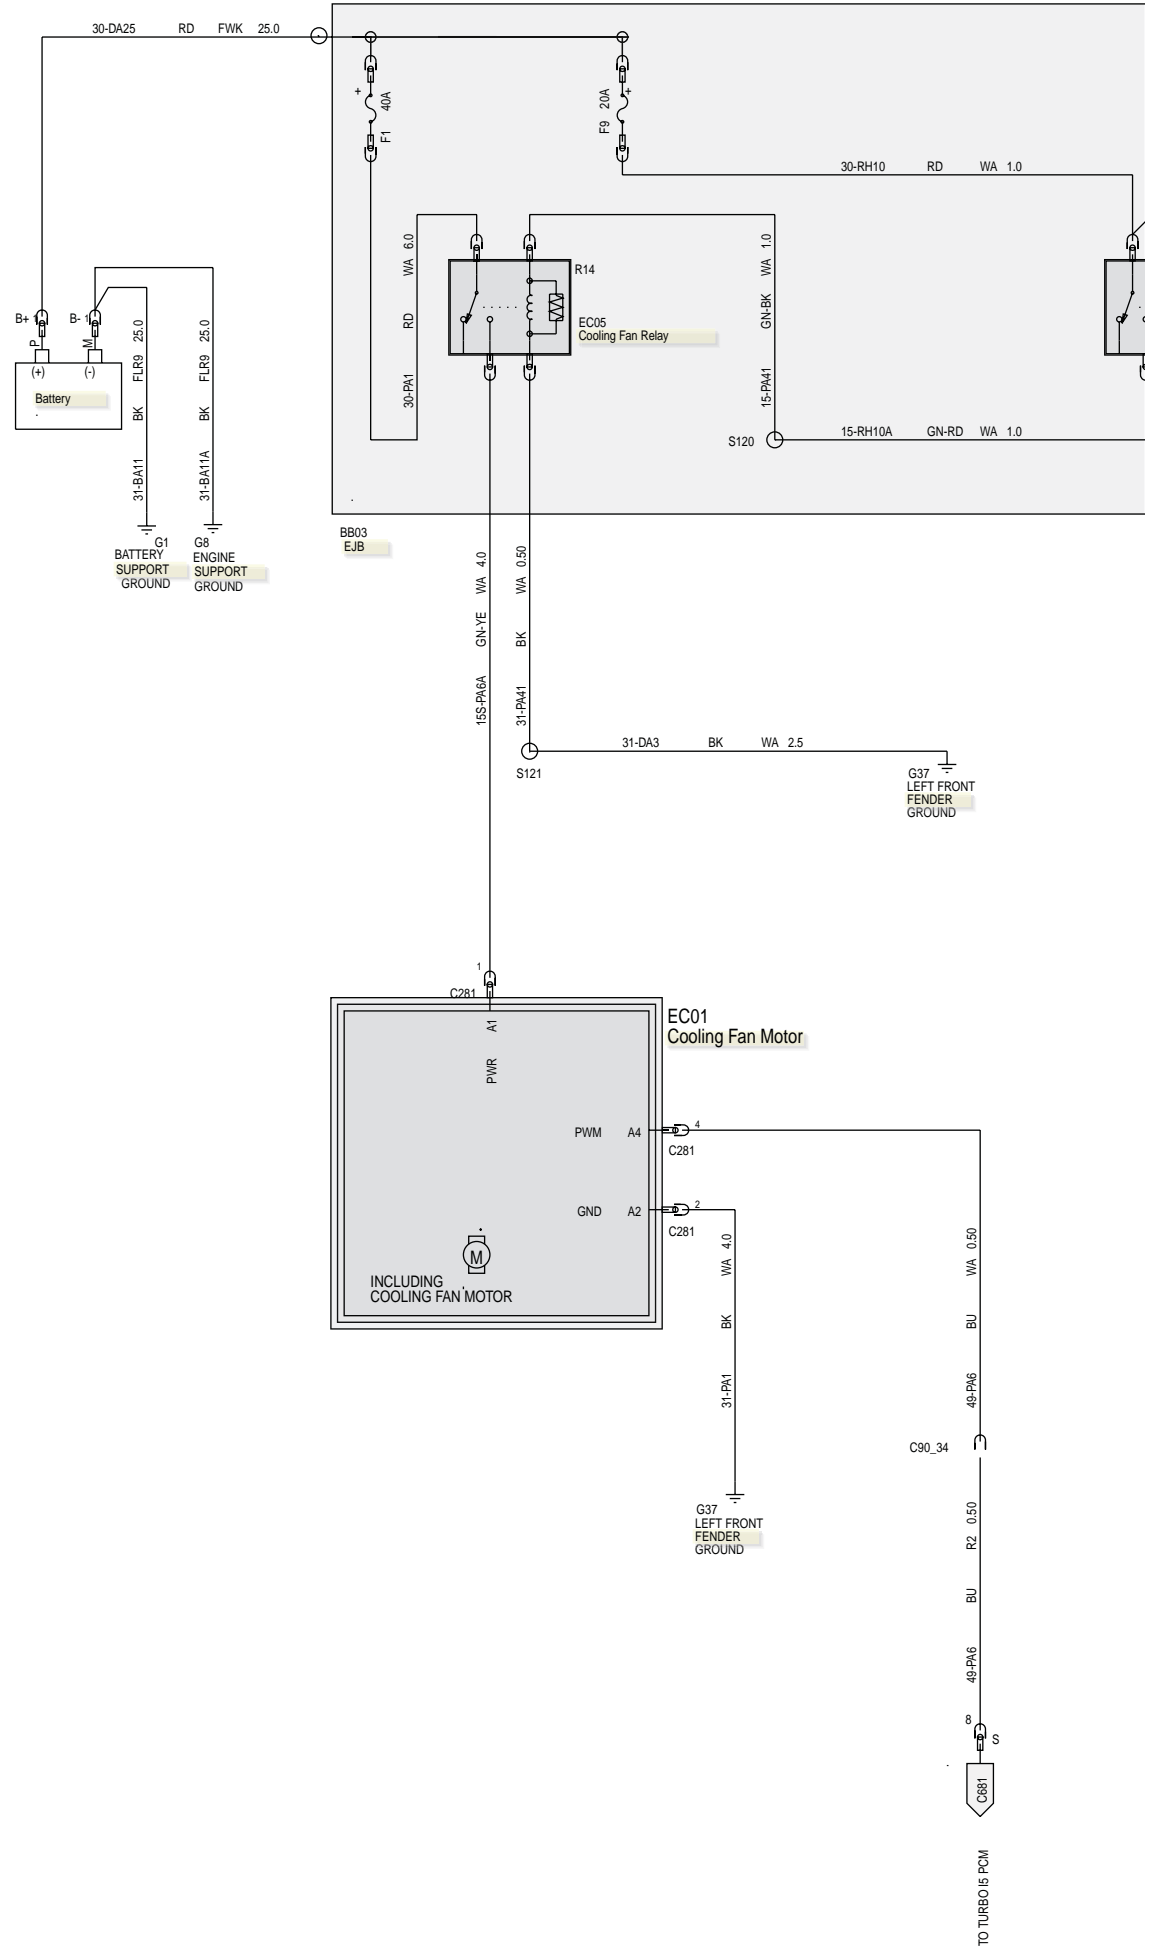 30-DA25 RD FWK 25.0
+ 40A F1
F9 20A +
30-RH10 RD WA 1.0
30-PA1 RD WA 6.0
15-PA41 GN-BK WA 1.0
R14
EC05
Cooling Fan Relay
S120
15-RH10A GN-RD WA 1.0
B+ 1
B- 1
P
M
(+) (-)
Battery
31-BA11 BK FLR9 25.0
31-BA11A BK FLR9 25.0
G1
BATTERY
SUPPORT
GROUND
G8
ENGINE
SUPPORT
GROUND
BB03
EJB
15S-PA6A GN-YE WA 4.0
31-PA41 BK WA 0.50
S121
31-DA3 BK WA 2.5
G37
LEFT FRONT
FENDER
GROUND
1
C281
EC01
Cooling Fan Motor
PWR A1
PWM A4
4
C281
GND A2
2
C281
M
INCLUDING
COOLING FAN MOTOR
31-PA1 BK WA 4.0
49-PA6 BU WA 0.50
C90_34
G37
LEFT FRONT
FENDER
GROUND
49-PA6 BU R2 0.50
8
S
C681
TO TURBO I5 PCM